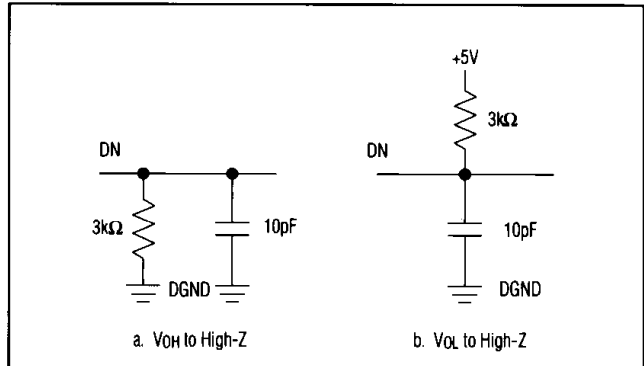 +5V
3kΩ
DN
DN
3kΩ
10pF
10pF
DGND
DGND
a. VOH to High-Z
b. VOL to High-Z